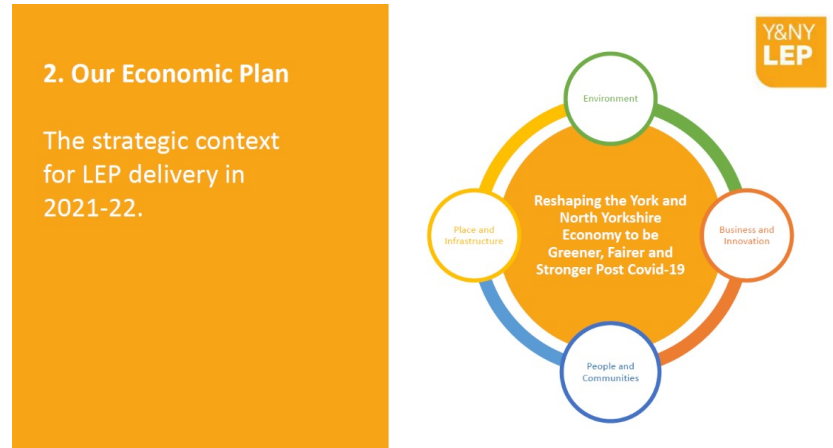 2. Our Economic Plan
The strategic context
for LEP delivery in
2021-22.
Y&NY
LEP
Environment
Place and
Infrastructure
Reshaping the York and
North Yorkshire
Economy to be
Greener, Fairer and
Stronger Post Covid-19
Business and
Innovation
People and
Communities